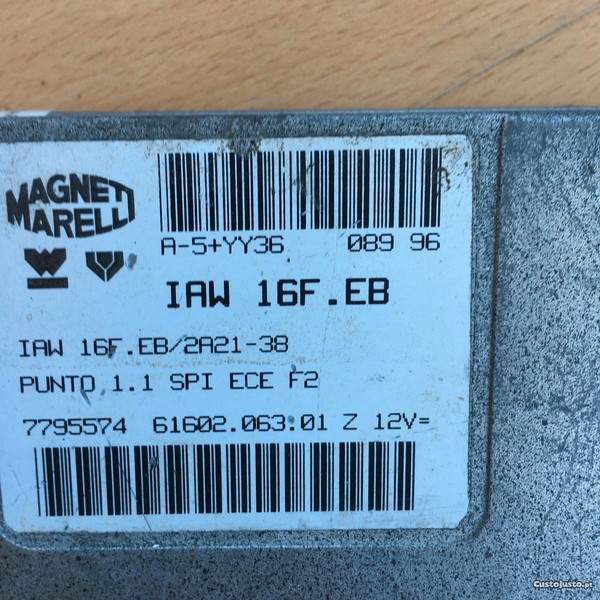 MAGNETI
MARELLI
A-5+YY36 089 96
IAW 16F.EB
IAW 16F.EB/2A21-38
PUNTO 1.1 SPI ECE F2
7795574 61602.063.01 Z 12V=
CustoJusto.pt